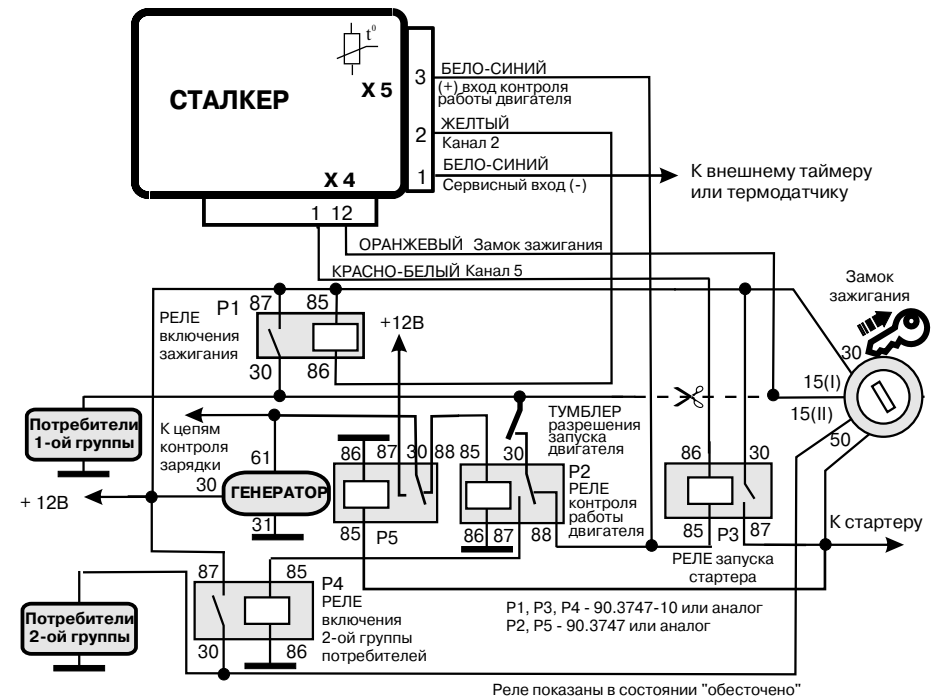 СТАЛКЕР
t°
X 5
X 4
3
2
1
БЕЛО-СИНИЙ
(+) вход контроля
работы двигателя
ЖЕЛТЫЙ
Канал 2
БЕЛО-СИНИЙ
Сервисный вход (-)
К внешнему таймеру
или термодатчику
1 12
ОРАНЖЕВЫЙ Замок зажигания
КРАСНО-БЕЛЫЙ Канал 5
Замок
зажигания
30
15(I)
15(II)
50
P1
87
85
30
86
РЕЛЕ
включения
зажигания
+12В
Потребители
1-ой группы
К цепям
контроля
зарядки
61
30
ГЕНЕРАТОР
31
+ 12В
86
87
30
88
85
P5
ТУМБЛЕР
разрешения
запуска
двигателя
85
30
86
87
88
P2
РЕЛЕ
контроля
работы
двигателя
86
30
85
P3
87
РЕЛЕ запуска
стартера
К стартеру
87
85
30
86
P4
РЕЛЕ
включения
2-ой группы
потребителей
Потребители
2-ой группы
P1, P3, P4 - 90.3747-10 или аналог
P2, P5 - 90.3747 или аналог
Реле показаны в состоянии "обесточено"